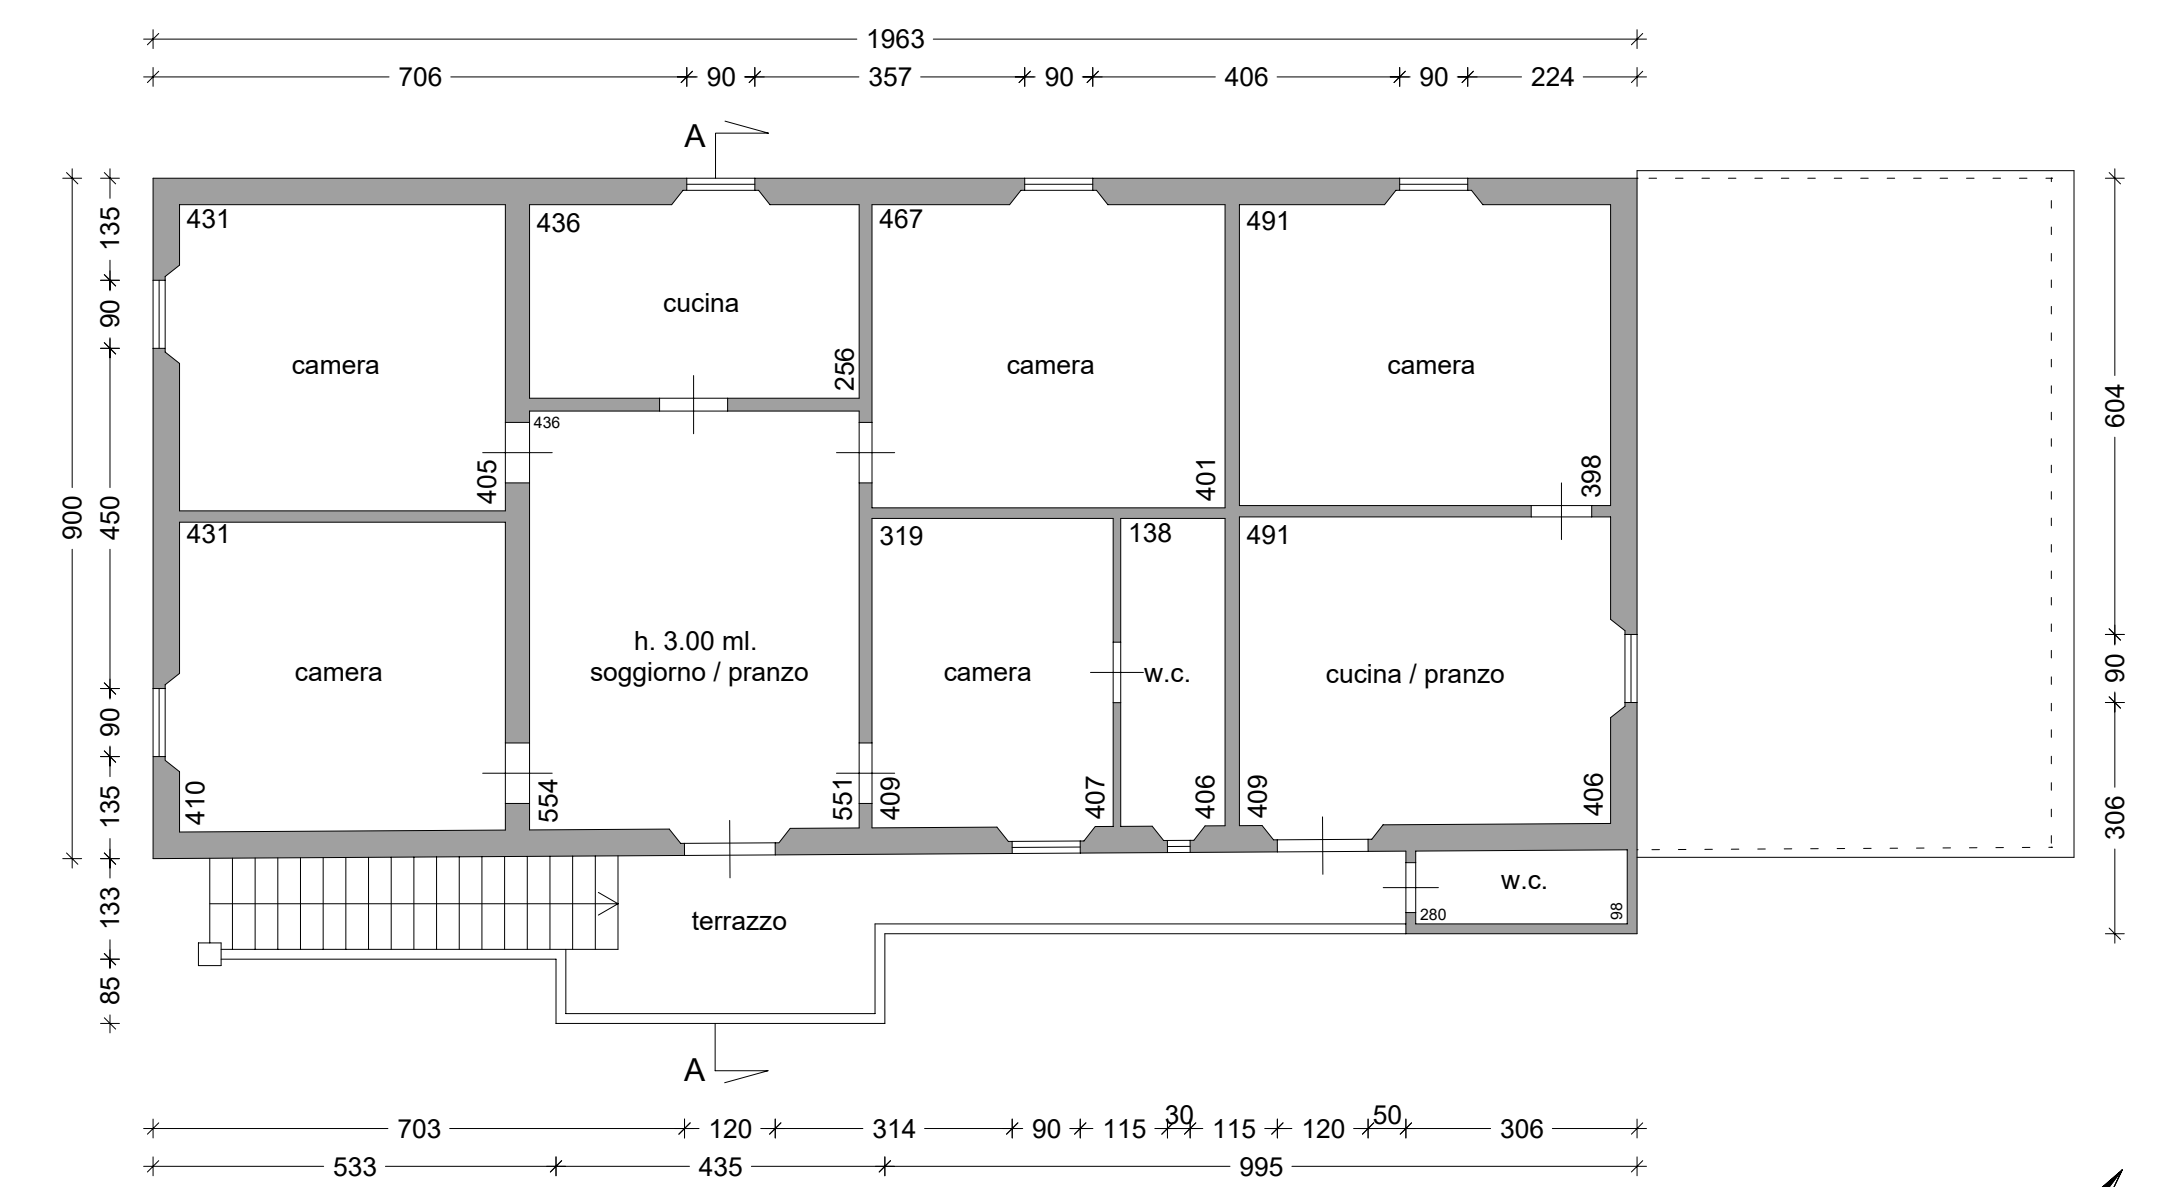 1963
706 90 357 90 406 90 224
A
135
90
450
900
90
135
133
85
431
436
467
491
cucina
256
camera
camera
camera
604
436
405
401
398
431
319
138
491
h. 3.00 ml.
soggiorno / pranzo
camera
camera
w.c.
cucina / pranzo
90
410
554
551
409
407
406
409
406
306
w.c.
280
98
terrazzo
A
703 120 314 90 115 30 115 120 50 306
533 435 995